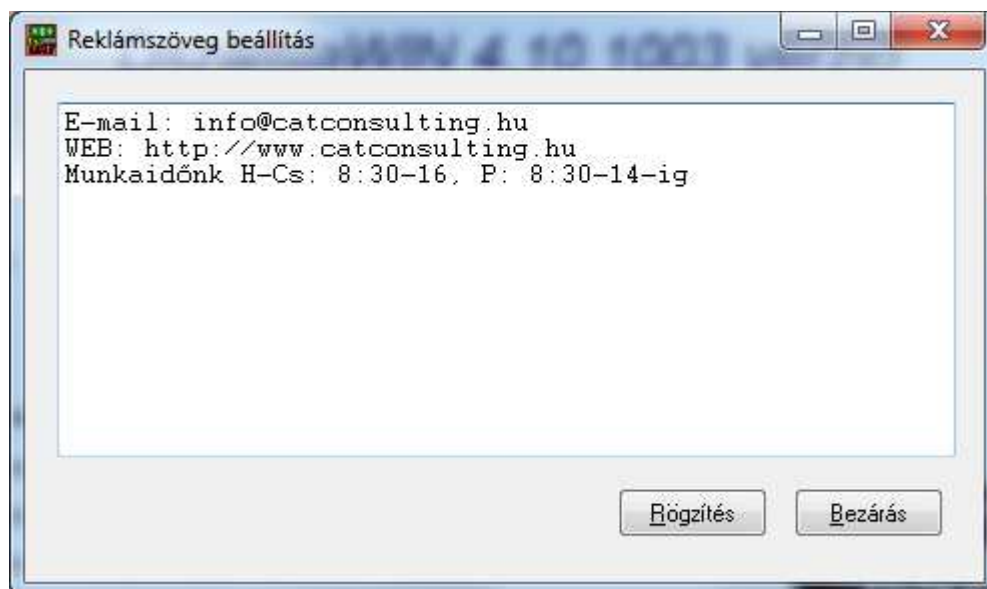 Reklámszöveg beállítás
E-mail: info@catconsulting.hu
WEB: http://www.catconsulting.hu
Munkaidőnk H-Cs: 8:30-16, P: 8:30-14-ig
Rögzítés
Bezárás